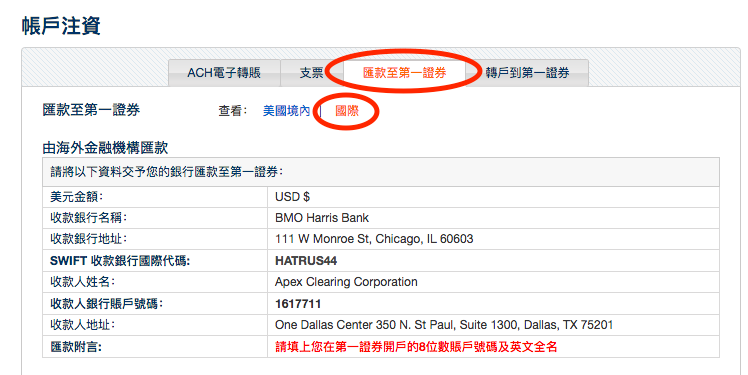 帳戶注資
ACH電子轉賬 支票 匯款至第一證券 轉戶到第一證券
匯款至第一證券 查看： 美國境內 | 國際
由海外金融機構匯款
請將以下資料交予您的銀行匯款至第一證券：
美元金額： USD $
收款銀行名稱： BMO Harris Bank
收款銀行地址： 111 W Monroe St, Chicago, IL 60603
SWIFT 收款銀行國際代碼： HATRUS44
收款人姓名： Apex Clearing Corporation
收款人銀行賬戶號碼： 1617711
收款人地址： One Dallas Center 350 N. St Paul, Suite 1300, Dallas, TX 75201
匯款附言： 請填上您在第一證券開戶的8位數賬戶號碼及英文全名